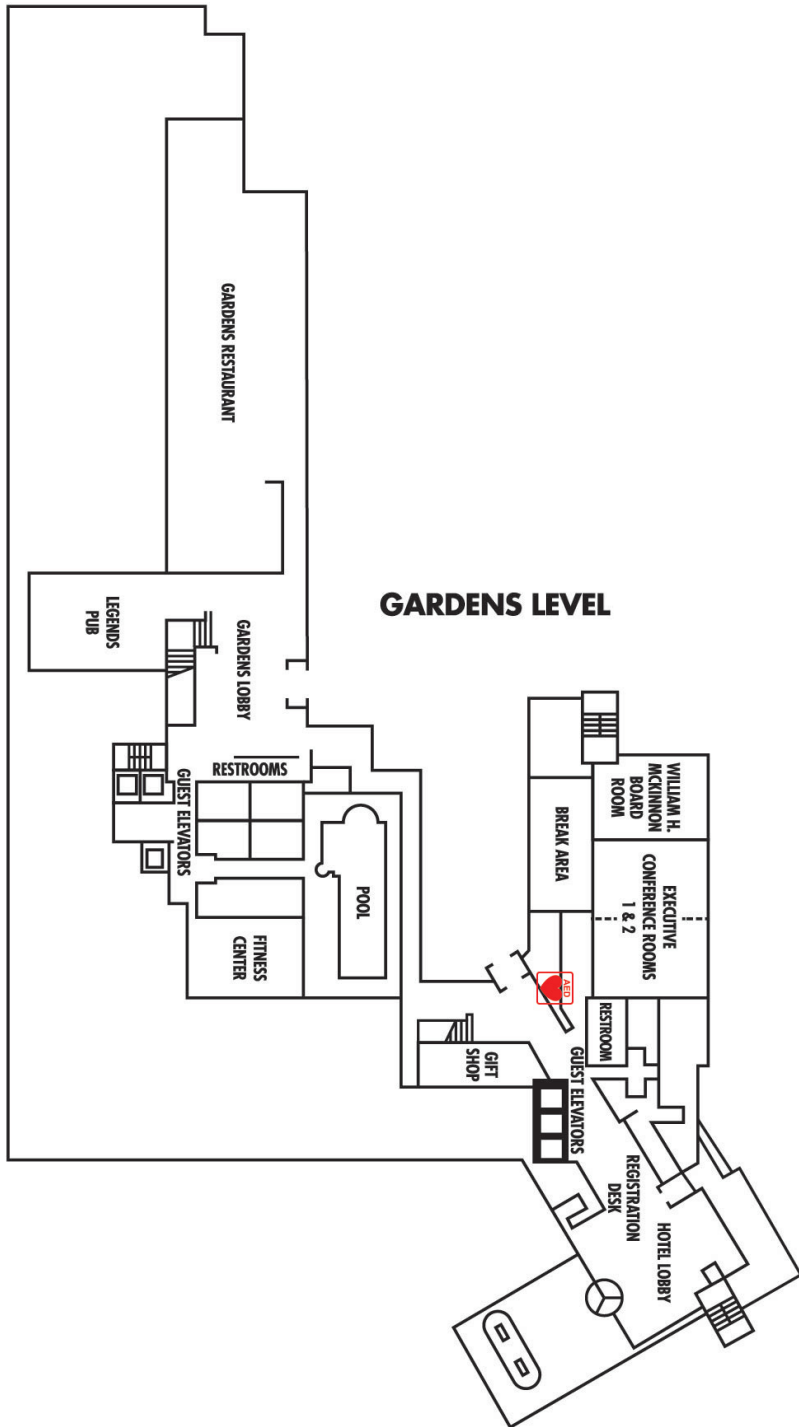 GARDENS RESTAURANT
GARDENS LEVEL
LEGENDS
PUB
GARDENS LOBBY
RESTROOMS
GUEST ELEVATORS
POOL
FITNESS
CENTER
WILLIAM H.
MCKINNON
BOARD
ROOM
BREAK AREA
EXECUTIVE
CONFERENCE ROOMS
1 & 2
AED
RESTROOM
GIFT
SHOP
GUEST ELEVATORS
REGISTRATION
DESK
HOTEL LOBBY